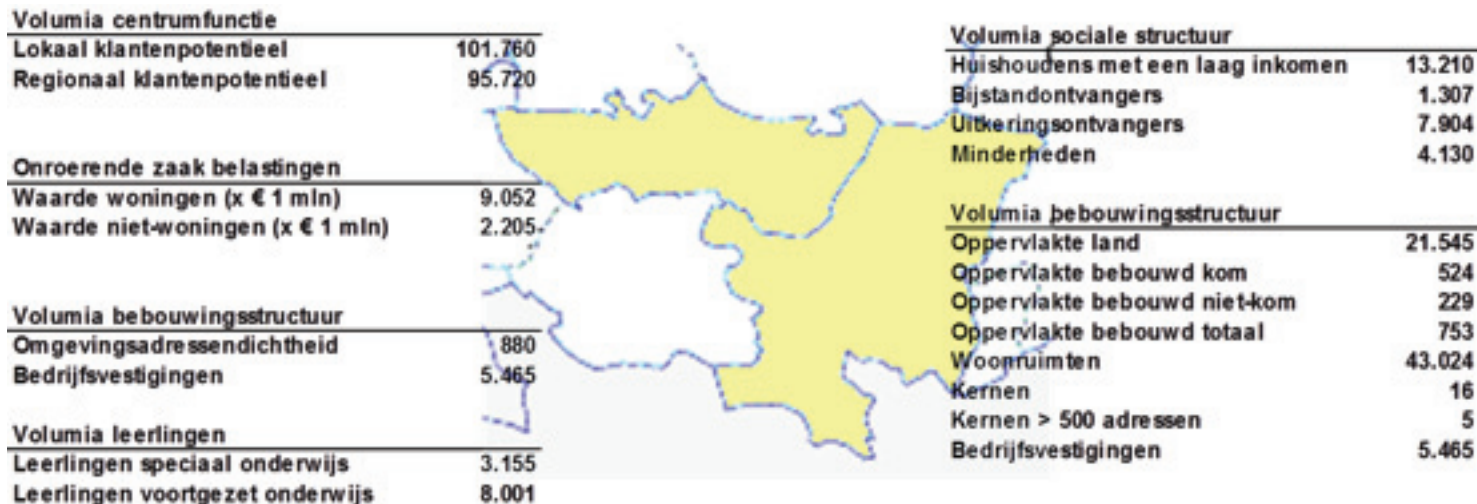 Volumia centrumfunctie
Lokaal klantenpotentieel 101.760
Regionaal klantenpotentieel 95.720
Onroerende zaak belastingen
Waarde woningen (x € 1 mln) 9.052
Waarde niet-woningen (x € 1 mln) 2.205
Volumia bebouwingsstructuur
Omgevingsadressendichtheid 880
Bedrijfsvestigingen 5.465
Volumia leerlingen
Leerlingen speciaal onderwijs 3.155
Leerlingen voortgezet onderwijs 8.001
Volumia sociale structuur
Huishoudens met een laag inkomen 13.210
Bijstandontvangers 1.307
Uitkeringsontvangers 7.904
Minderheden 4.130
Volumia bebouwingsstructuur
Oppervlakte land 21.545
Oppervlakte bebouwd kom 524
Oppervlakte bebouwd niet-kom 229
Oppervlakte bebouwd totaal 753
Woonruimten 43.024
Kernen 16
Kernen > 500 adressen 5
Bedrijfsvestigingen 5.465